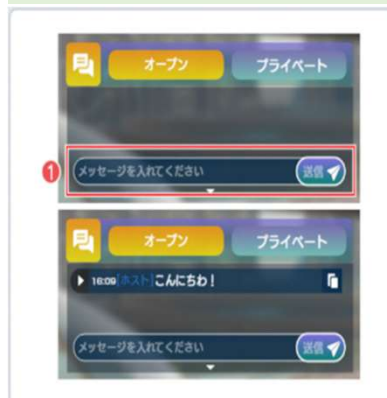 オープン プライベート
❶ メッセージを入れてください 送信
オープン プライベート
16:09[ホスト]こんにちわ！
メッセージを入れてください 送信